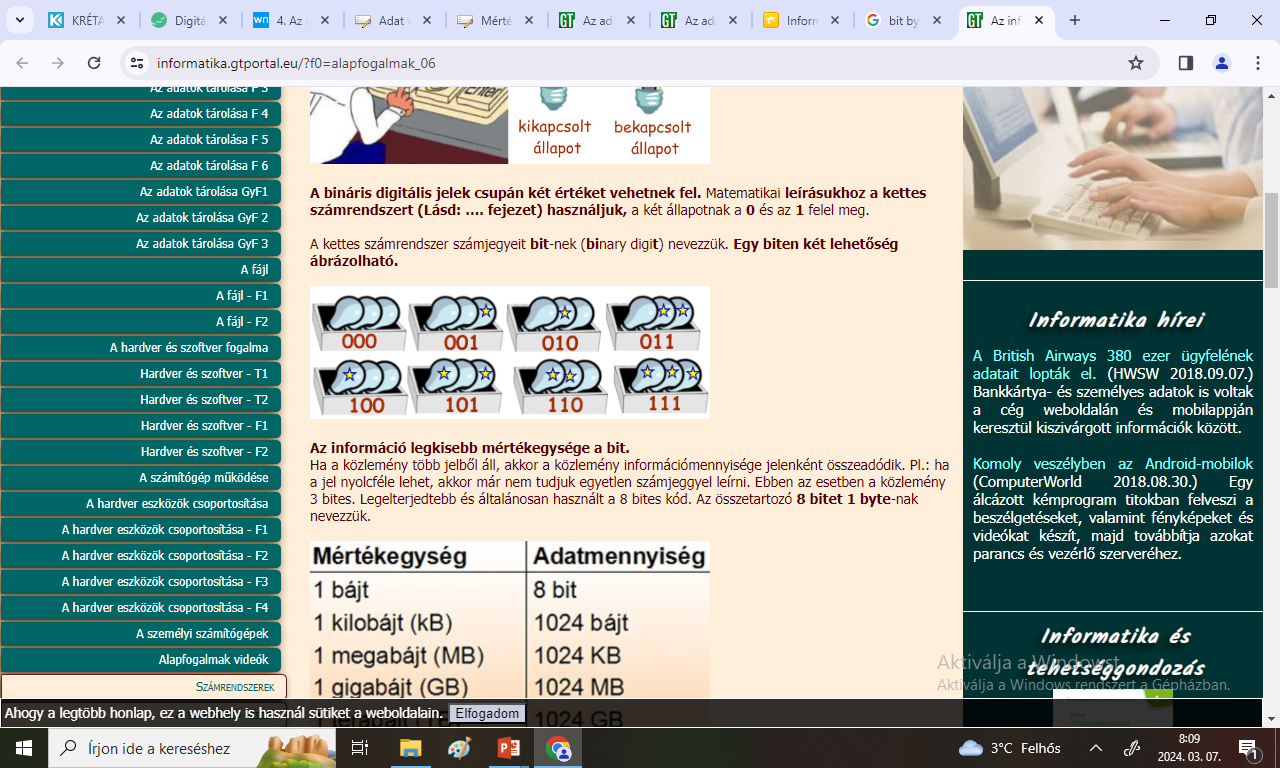 KRÉTA
Digitá
4. Az a
Adat v
Mérté
Az ada
Az ada
Inform
bit by
Az inf
informatika.gtportal.eu/?f0=alapfogalmak_06
Az adatok tárolása F 3
Az adatok tárolása F 4
Az adatok tárolása F 5
Az adatok tárolása F 6
Az adatok tárolása GyF1
Az adatok tárolása GyF 2
Az adatok tárolása GyF 3
A fájl
A fájl - F1
A fájl - F2
A hardver és szoftver fogalma
Hardver és szoftver - T1
Hardver és szoftver - T2
Hardver és szoftver - F1
Hardver és szoftver - F2
A számítógép működése
A hardver eszközök csoportosítása
A hardver eszközök csoportosítása - F1
A hardver eszközök csoportosítása - F2
A hardver eszközök csoportosítása - F3
A hardver eszközök csoportosítása - F4
A személyi számítógépek
Alapfogalmak videók
Számrendszerek
Enter
kikapcsolt
állapot
bekapcsolt
állapot
A bináris digitális jelek csupán két értéket vehetnek fel. Matematikai leírásukhoz a kettes
számrendszert (Lásd: .... fejezet) használjuk, a két állapotnak a 0 és az 1 felel meg.
A kettes számrendszer számjegyeit bit-nek (binary digit) nevezzük. Egy biten két lehetőség
ábrázolható.
000 001 010 011
100 101 110 111
Az információ legkisebb mértékegysége a bit.
Ha a közlemény több jelből áll, akkor a közlemény információmennyisége jelenként összeadódik. Pl.: ha
a jel nyolcféle lehet, akkor már nem tudjuk egyetlen számjeggyel leírni. Ebben az esetben a közlemény
3 bites. Legelterjedtebb és általánosan használt a 8 bites kód. Az összetartozó 8 bitet 1 byte-nak
nevezzük.
Mértékegység Adatmennyiség
1 bájt 8 bit
1 kilobájt (kB) 1024 bájt
1 megabájt (MB) 1024 KB
1 gigabájt (GB) 1024 MB
1 terabájt (TB) 1024 GB
Informatika hírei
A British Airways 380 ezer ügyfelének
adatait lopták el. (HWSW 2018.09.07.)
Bankkártya- és személyes adatok is voltak
a cég weboldalán és mobilappján
keresztül kiszivárgott információk között.
Komoly veszélyben az Android-mobilok
(ComputerWorld 2018.08.30.) Egy
álcázott kémprogram titokban felveszi a
beszélgetéseket, valamint fényképeket és
videókat készít, majd továbbítja azokat
parancs és vezérlő szerveréhez.
Informatika és
tehetséggondozás
Aktiválja a Windowst
Aktiválja a Windows rendszert a Gépházban.
Ahogy a legtöbb honlap, ez a webhely is használ sütiket a weboldalain. Elfogadom
Írjon ide a kereséshez
3°C Felhős
8:09
2024. 03. 07.
1